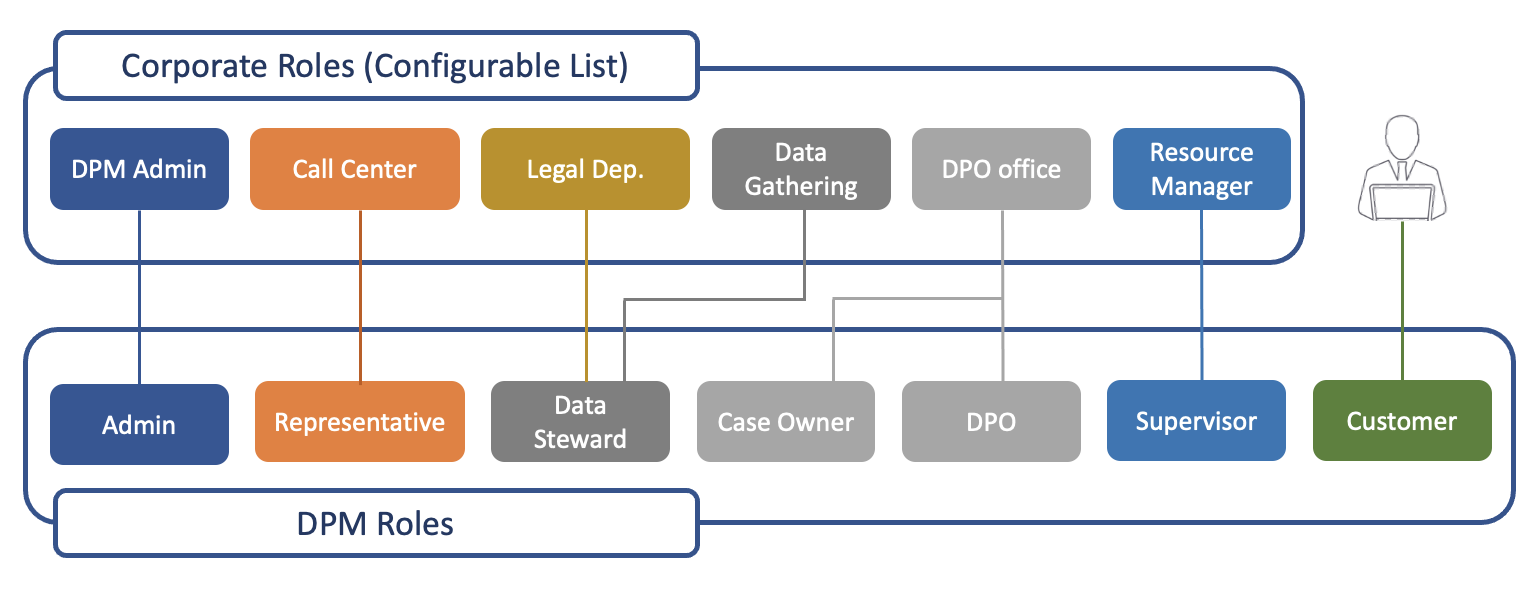 Corporate Roles (Configurable List)
DPM Admin
Call Center
Legal Dep.
Data
Gathering
DPO office
Resource
Manager
Admin
Representative
Data
Steward
Case Owner
DPO
Supervisor
Customer
DPM Roles